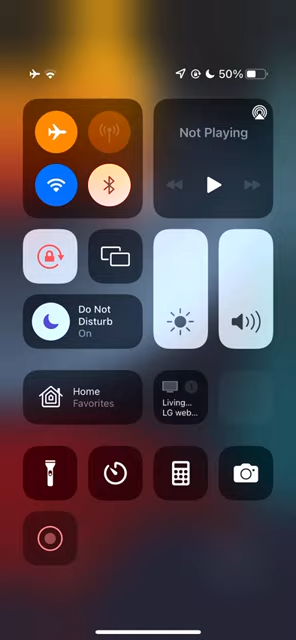 50%
Not Playing
Do Not
Disturb
On
Home
Favorites
Living...
LG web...